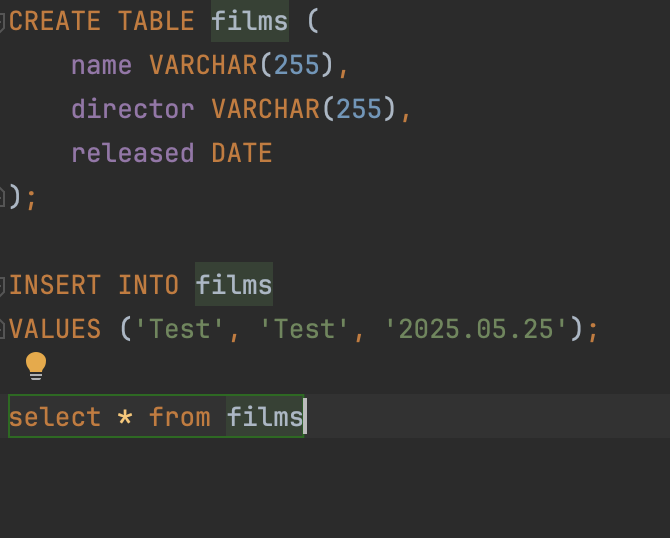 CREATE TABLE films (
    name VARCHAR(255),
    director VARCHAR(255),
    released DATE
);
INSERT INTO films
VALUES ('Test', 'Test', '2025.05.25');
select * from films